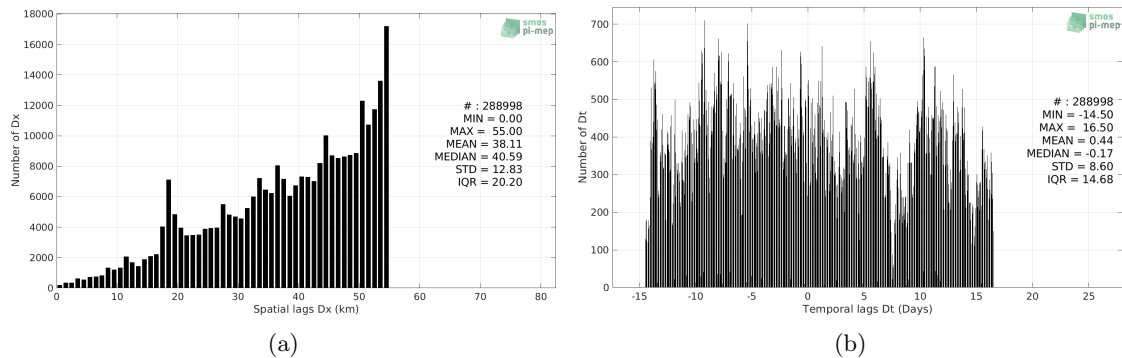 18000
16000
14000
12000
10000
8000
6000
4000
2000
0
Number of Dx
smos
pi-mep
# : 288998
MIN = 0.00
MAX = 55.00
MEAN = 38.11
MEDIAN = 40.59
STD = 12.83
IQR = 20.20
0 10 20 30 40 50 60 70 80
Spatial lags Dx (km)
(a)
700
600
500
400
300
200
100
0
Number of Dt
smos
pi-mep
# : 288998
MIN = -14.50
MAX = 16.50
MEAN = 0.44
MEDIAN = -0.17
STD = 8.60
IQR = 14.68
-15 -10 -5 0 5 10 15 20 25
Temporal lags Dt (Days)
(b)